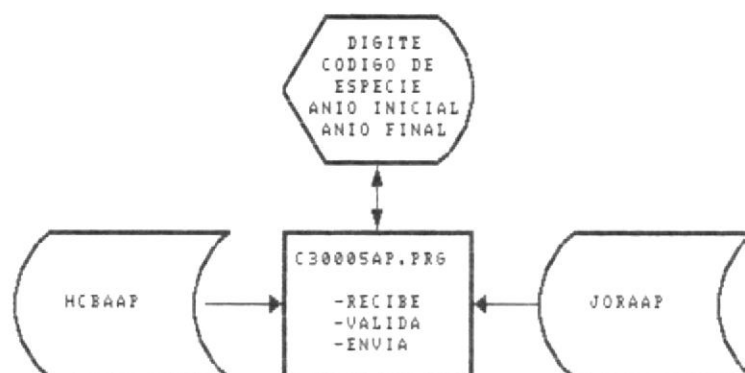 DIGITE
CODIGO DE
ESPECIE
ANIO INICIAL
ANIO FINAL
C30005AP.PRG
HCBAAP
-RECIBE
JORAAP
-VALIDA
-ENVIA